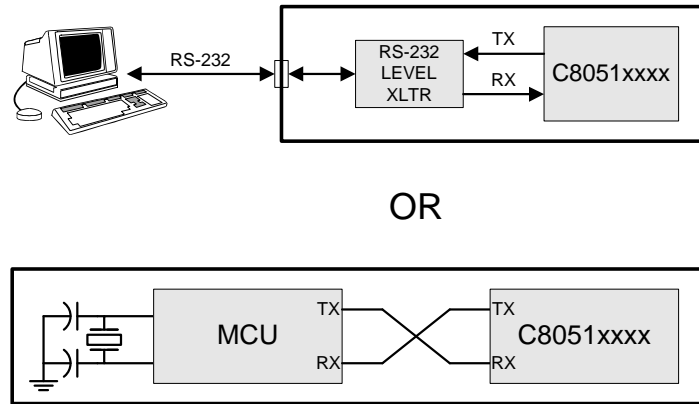 RS-232
RS-232
LEVEL
XLTR
TX
RX
C8051xxxx
OR
MCU
TX
RX
TX
RX
C8051xxxx